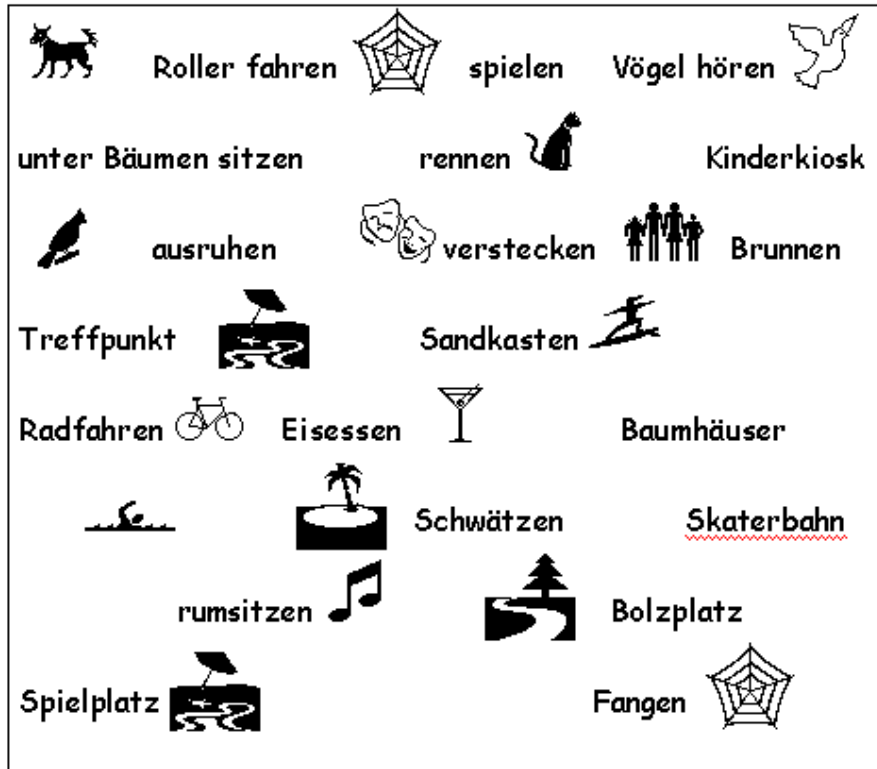 Roller fahren spielen Vögel hören
unter Bäumen sitzen rennen Kinderkiosk
ausruhen verstecken Brunnen
Treffpunkt Sandkasten
Radfahren Eisessen Baumhäuser
Schwätzen Skaterbahn
rumsitzen Bolzplatz
Spielplatz Fangen